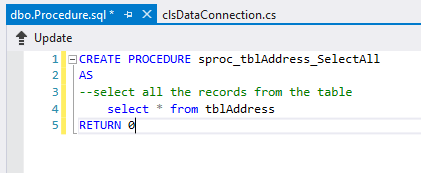 dbo.Procedure.sql *
clsDataConnection.cs
Update
1 CREATE PROCEDURE sproc_tblAddress_SelectAll
2 AS
3 --select all the records from the table
4 select * from tblAddress
5 RETURN 0